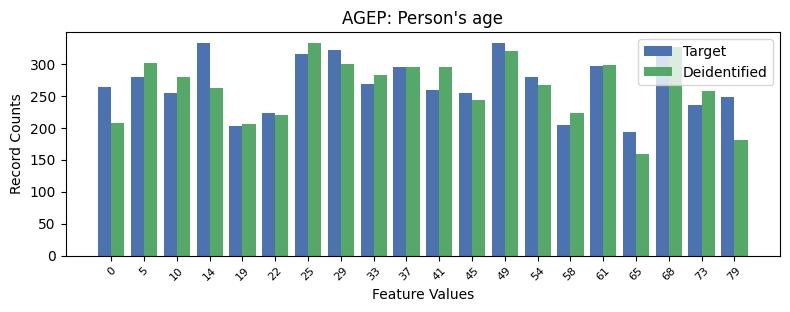 AGEP: Person's age
Target
Deidentified
Record Counts
300
250
200
150
100
50
0
0 5 10 14 19 22 25 29 33 37 41 45 49 54 58 61 65 68 73 79
Feature Values